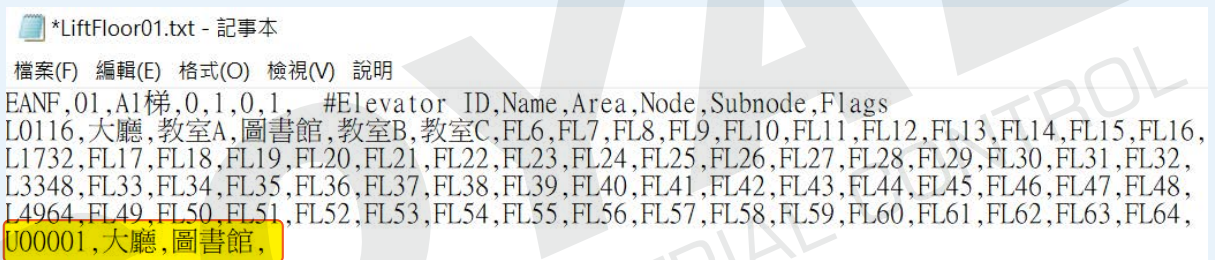 *LiftFloor01.txt - 記事本
檔案(F) 編輯(E) 格式(O) 檢視(V) 說明
EANF,01,A1梯,0,1,0,1, #Elevator ID,Name,Area,Node,Subnode,Flags
L0116,大廳,教室A,圖書館,教室B,教室C,FL6,FL7,FL8,FL9,FL10,FL11,FL12,FL13,FL14,FL15,FL16,
L1732,FL17,FL18,FL19,FL20,FL21,FL22,FL23,FL24,FL25,FL26,FL27,FL28,FL29,FL30,FL31,FL32,
L3348,FL33,FL34,FL35,FL36,FL37,FL38,FL39,FL40,FL41,FL42,FL43,FL44,FL45,FL46,FL47,FL48,
L4964,FL49,FL50,FL51,FL52,FL53,FL54,FL55,FL56,FL57,FL58,FL59,FL60,FL61,FL62,FL63,FL64,
U00001,大廳,圖書館,